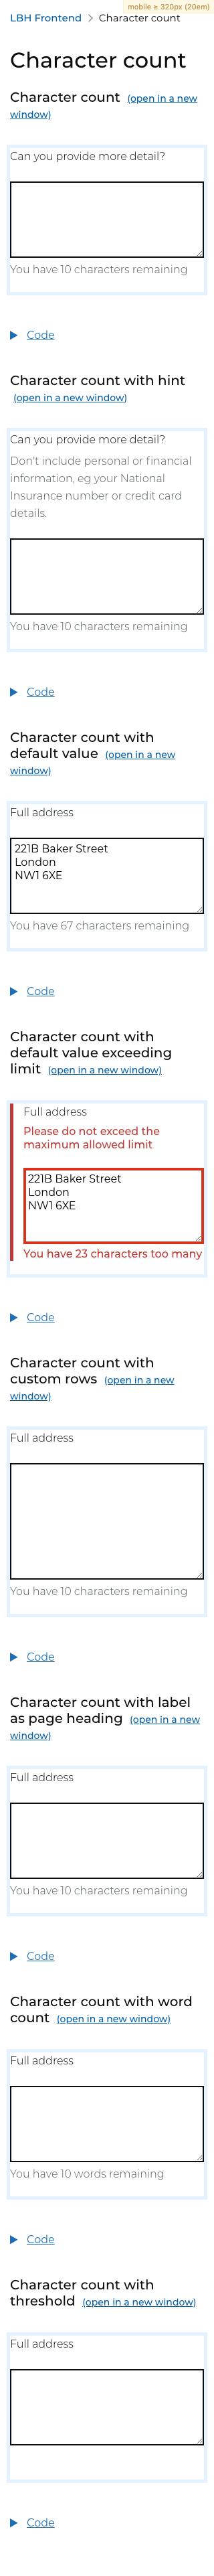 mobile ≥ 320px (20em)
LBH Frontend > Character count
Character count
Character count (open in a new
window)
Can you provide more detail?
You have 10 characters remaining
Code
Character count with hint
(open in a new window)
Can you provide more detail?
Don't include personal or financial
information, eg your National
Insurance number or credit card
details.
You have 10 characters remaining
Code
Character count with
default value (open in a new
window)
Full address
221B Baker Street
London
NW1 6XE
You have 67 characters remaining
Code
Character count with
default value exceeding
limit (open in a new window)
Full address
Please do not exceed the
maximum allowed limit
221B Baker Street
London
NW1 6XE
You have 23 characters too many
Code
Character count with
custom rows (open in a new
window)
Full address
You have 10 characters remaining
Code
Character count with label
as page heading (open in a new
window)
Full address
You have 10 characters remaining
Code
Character count with word
count (open in a new window)
Full address
You have 10 words remaining
Code
Character count with
threshold (open in a new window)
Full address
Code